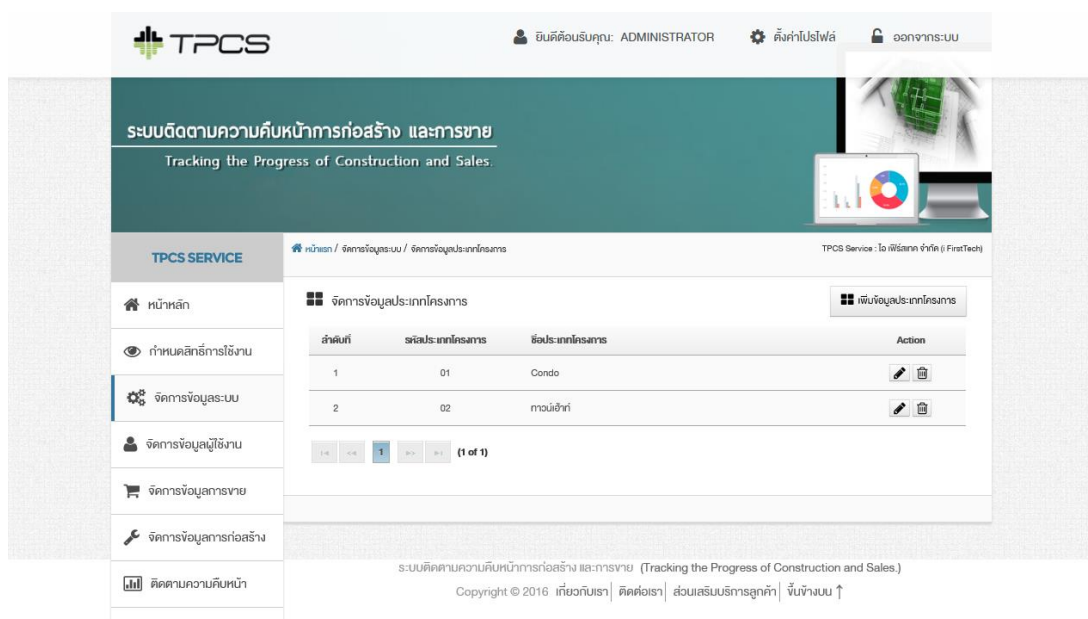 TPCS
ยินดีต้อนรับคุณ: ADMINISTRATOR
ตั้งค่าโปรไฟล์
ออกจากระบบ
ระบบติดตามความคืบหน้าการก่อสร้าง และการขาย
Tracking the Progress of Construction and Sales.
TPCS SERVICE
หน้าแรก / จัดการข้อมูลระบบ / จัดการข้อมูลประเภทโครงการ
TPCS Service : ไอ เฟิร์สเทค จำกัด (i FirstTech)
หน้าหลัก
กำหนดสิทธิ์การใช้งาน
จัดการข้อมูลระบบ
จัดการข้อมูลผู้ใช้งาน
จัดการข้อมูลการขาย
จัดการข้อมูลการก่อสร้าง
ติดตามความคืบหน้า
จัดการข้อมูลประเภทโครงการ
เพิ่มข้อมูลประเภทโครงการ
ลำดับที่ รหัสประเภทโครงการ ชื่อประเภทโครงการ Action
1 01 Condo
2 02 ทาวน์เฮ้าท์
1 (1 of 1)
ระบบติดตามความคืบหน้าการก่อสร้าง และการขาย (Tracking the Progress of Construction and Sales.)
Copyright © 2016 เกี่ยวกับเรา| ติดต่อเรา| ส่วนเสริมบริการลูกค้า| ขึ้นข้างบน ↑